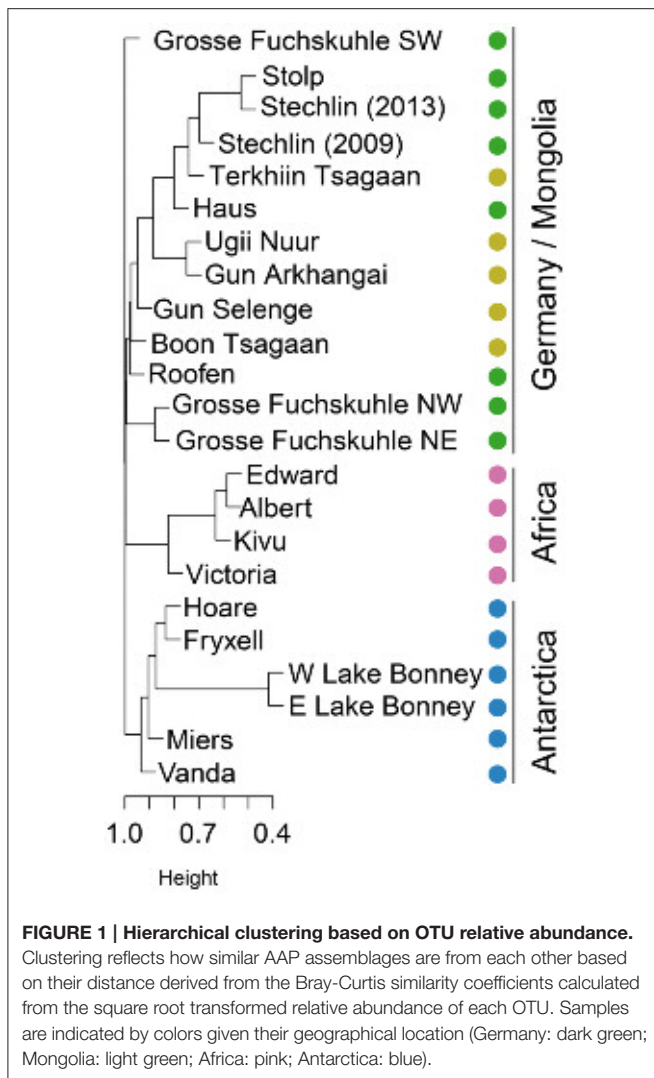 Grosse Fuchskuhle SW
Stolp
Stechlin (2013)
Stechlin (2009)
Terkhiin Tsagaan
Haus
Ugii Nuur
Gun Arkhangai
Gun Selenge
Boon Tsagaan
Roofen
Grosse Fuchskuhle NW
Grosse Fuchskuhle NE
Germany / Mongolia
Edward
Albert
Kivu
Victoria
Africa
Hoare
Fryxell
W Lake Bonney
E Lake Bonney
Miers
Vanda
Antarctica
1.0 0.7 0.4
Height
FIGURE 1 | Hierarchical clustering based on OTU relative abundance.
Clustering reflects how similar AAP assemblages are from each other based
on their distance derived from the Bray-Curtis similarity coefficients calculated
from the square root transformed relative abundance of each OTU. Samples
are indicated by colors given their geographical location (Germany: dark green;
Mongolia: light green; Africa: pink; Antarctica: blue).